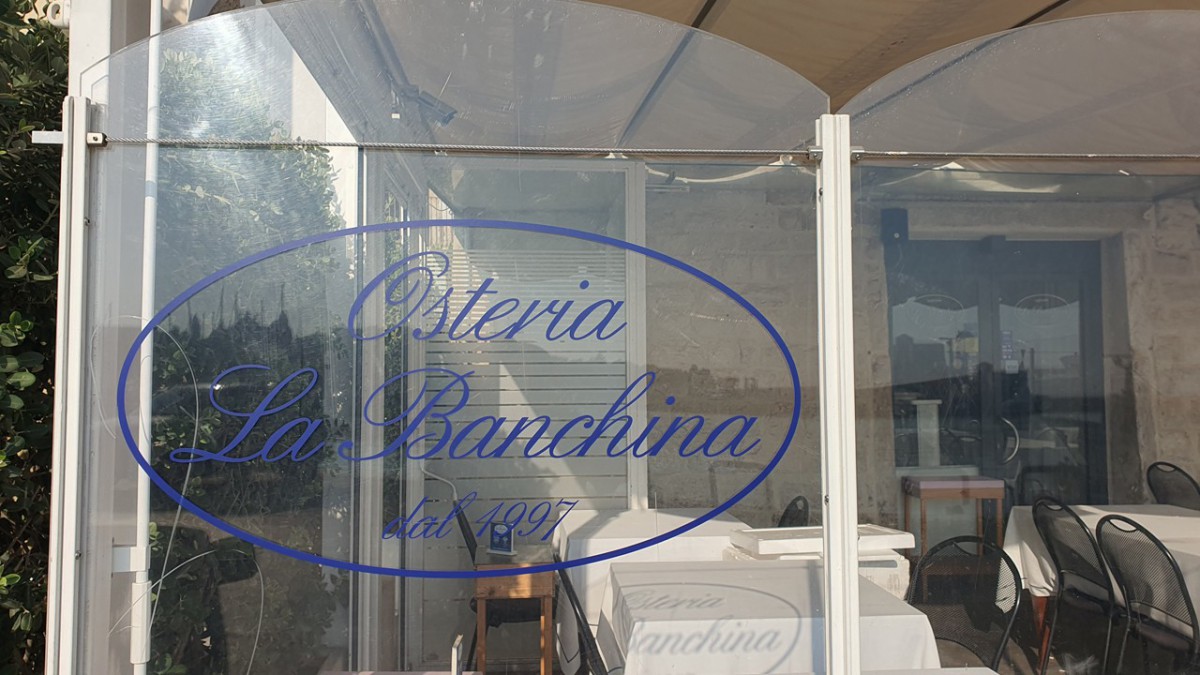 Osteria
La Banchina
dal 1997
Osteria
Banchina